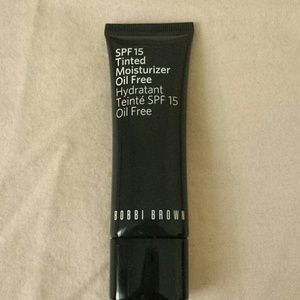 SPF 15
Tinted
Moisturizer
Oil Free
Hydratant
Teinté SPF 15
Oil Free
BOBBI BROWN